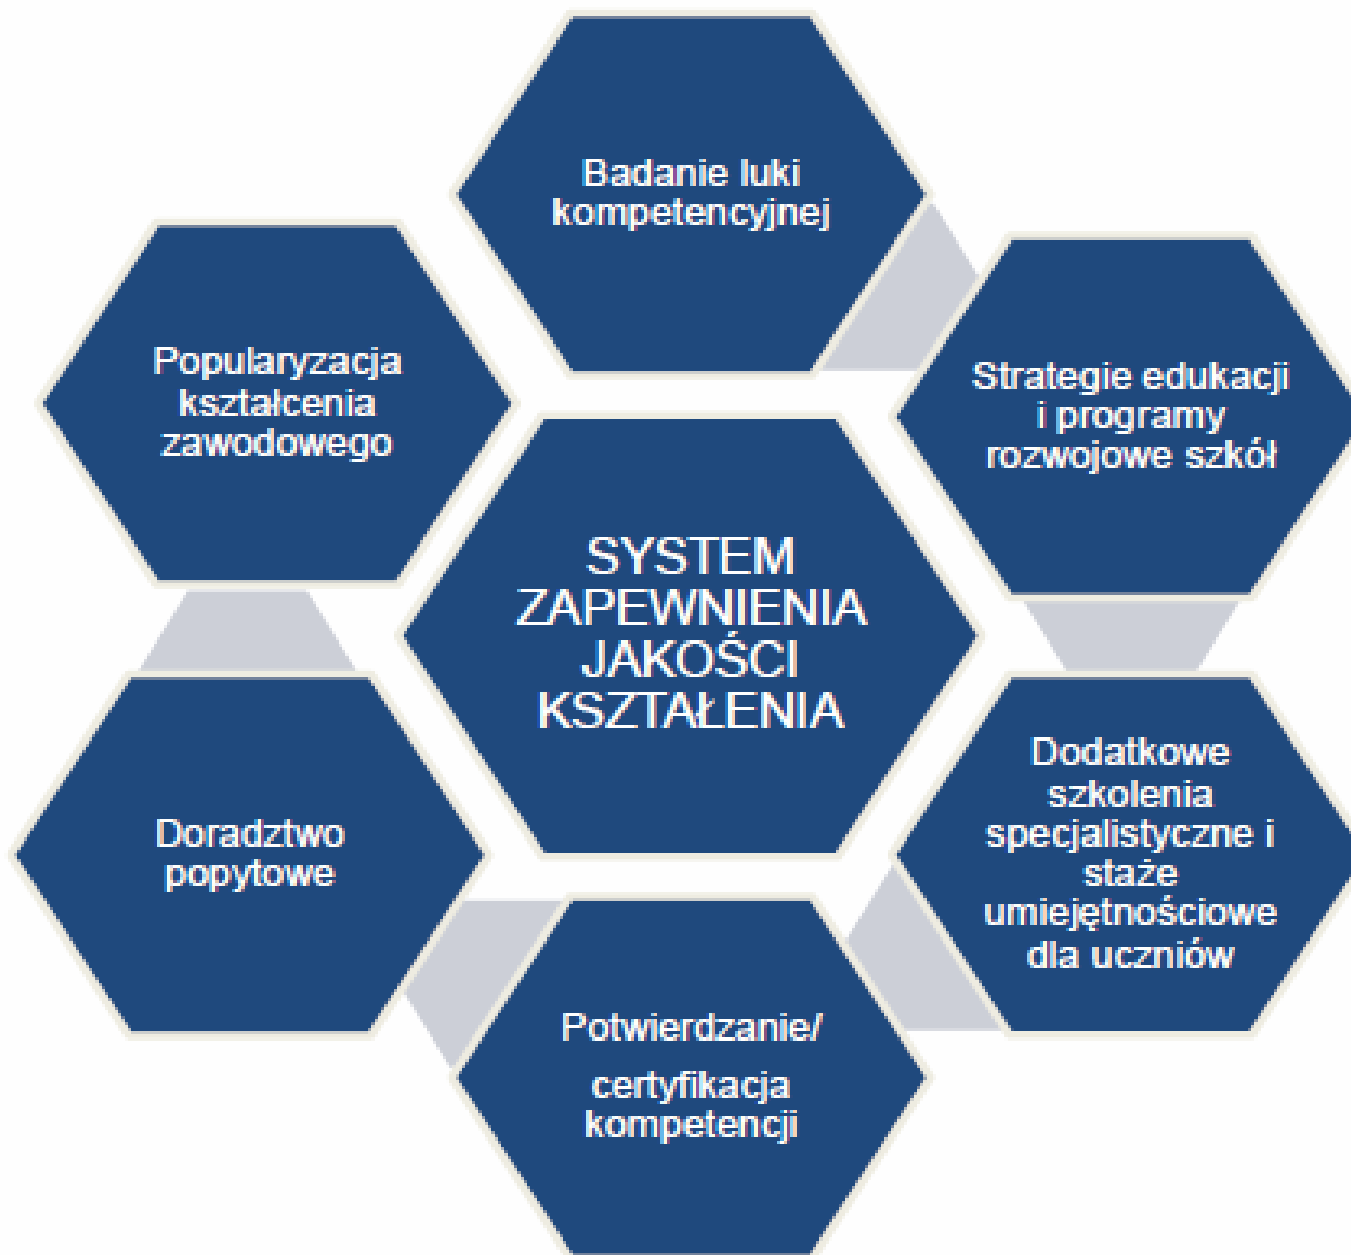 Badanie luki
kompetencyjnej
Strategie edukacji
i programy
rozwojowe szkół
Dodatkowe
szkolenia
specjalistyczne i
staże
umiejętnościowe
dla uczniów
Potwierdzanie/
certyfikacja
kompetencji
Doradztwo
popytowe
Popularyzacja
kształcenia
zawodowego
SYSTEM
ZAPEWNIENIA
JAKOŚCI
KSZTAŁENIA